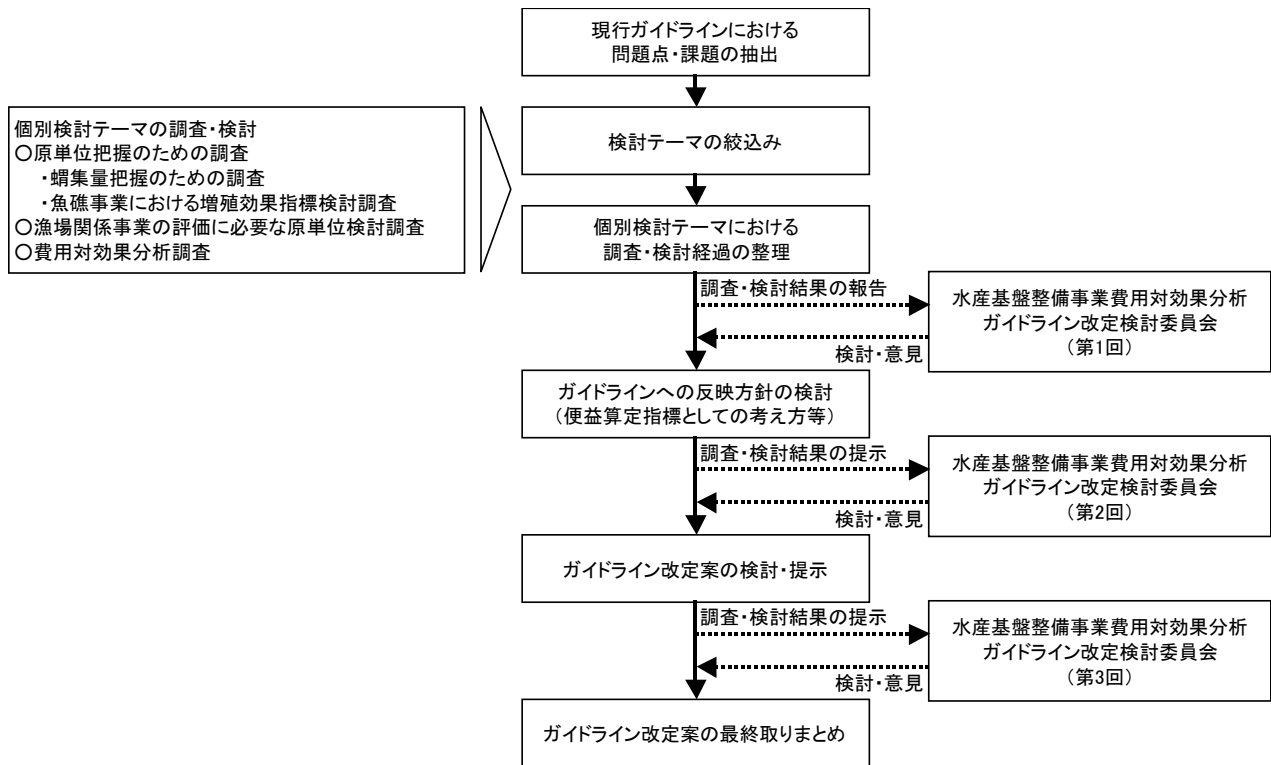 現行ガイドラインにおける
問題点・課題の抽出
検討テーマの絞込み
個別検討テーマの調査・検討
○原単位把握のための調査
・蝟集量把握のための調査
・魚礁事業における増殖効果指標検討調査
○漁場関係事業の評価に必要な原単位検討調査
○費用対効果分析調査
個別検討テーマにおける
調査・検討経過の整理
調査・検討結果の報告
検討・意見
水産基盤整備事業費用対効果分析
ガイドライン改定検討委員会
（第1回）
ガイドラインへの反映方針の検討
（便益算定指標としての考え方等）
調査・検討結果の提示
検討・意見
水産基盤整備事業費用対効果分析
ガイドライン改定検討委員会
（第2回）
ガイドライン改定案の検討・提示
調査・検討結果の提示
検討・意見
水産基盤整備事業費用対効果分析
ガイドライン改定検討委員会
（第3回）
ガイドライン改定案の最終取りまとめ